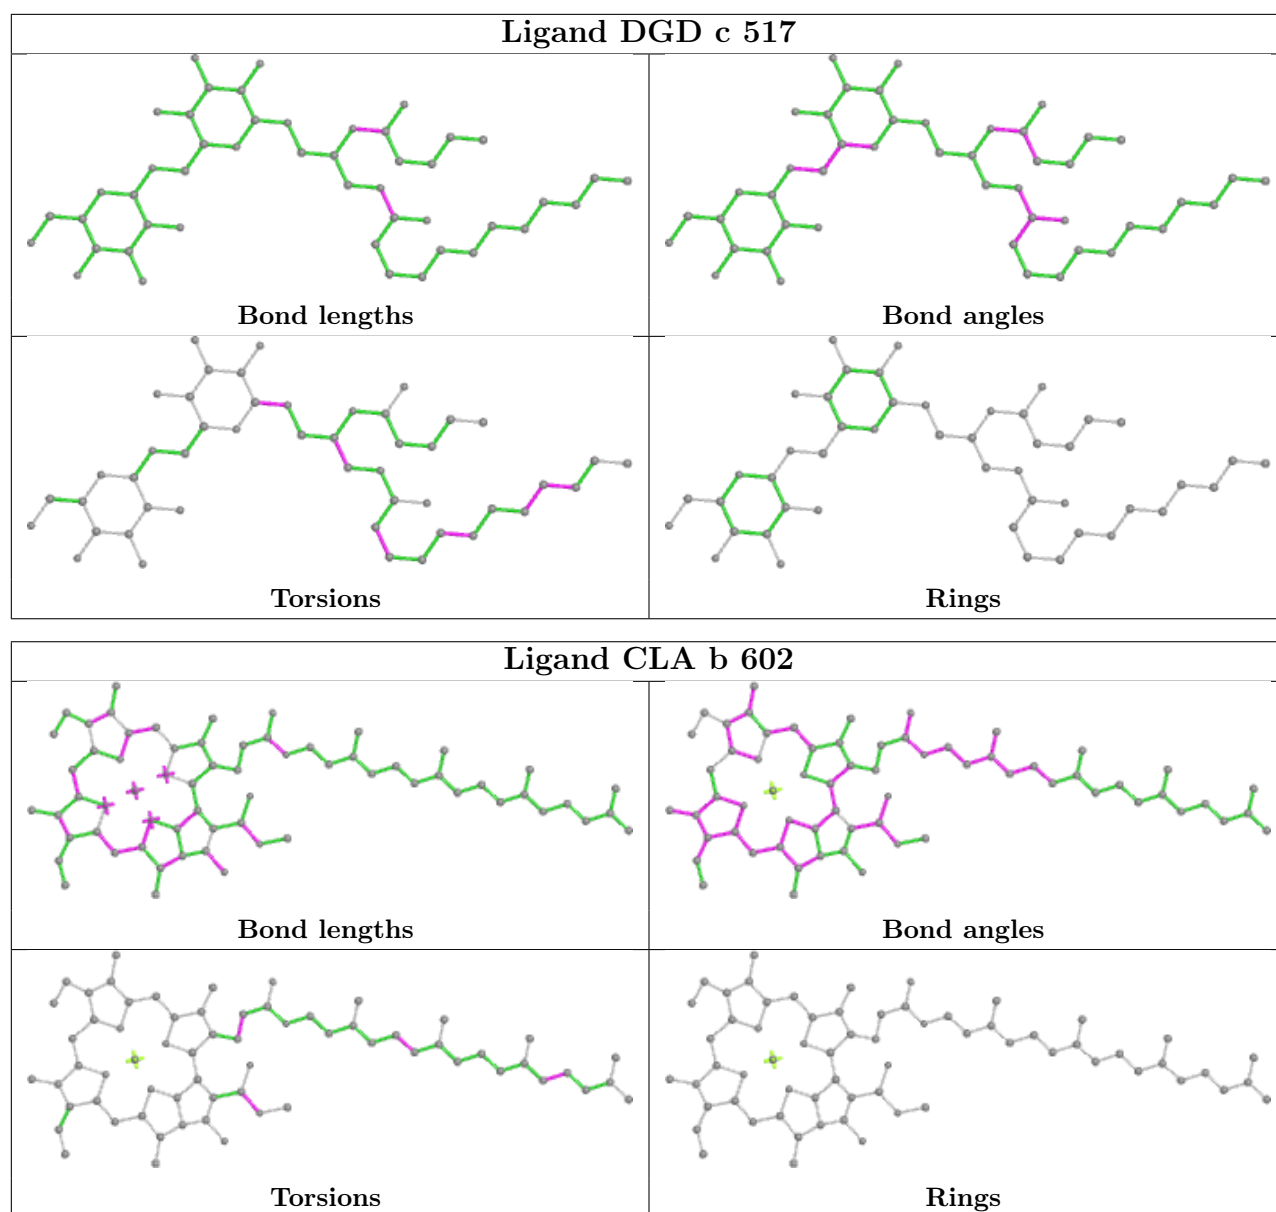 Ligand DGD c 517
Bond lengths
Bond angles
Torsions
Rings
Ligand CLA b 602
Bond lengths
Bond angles
Torsions
Rings